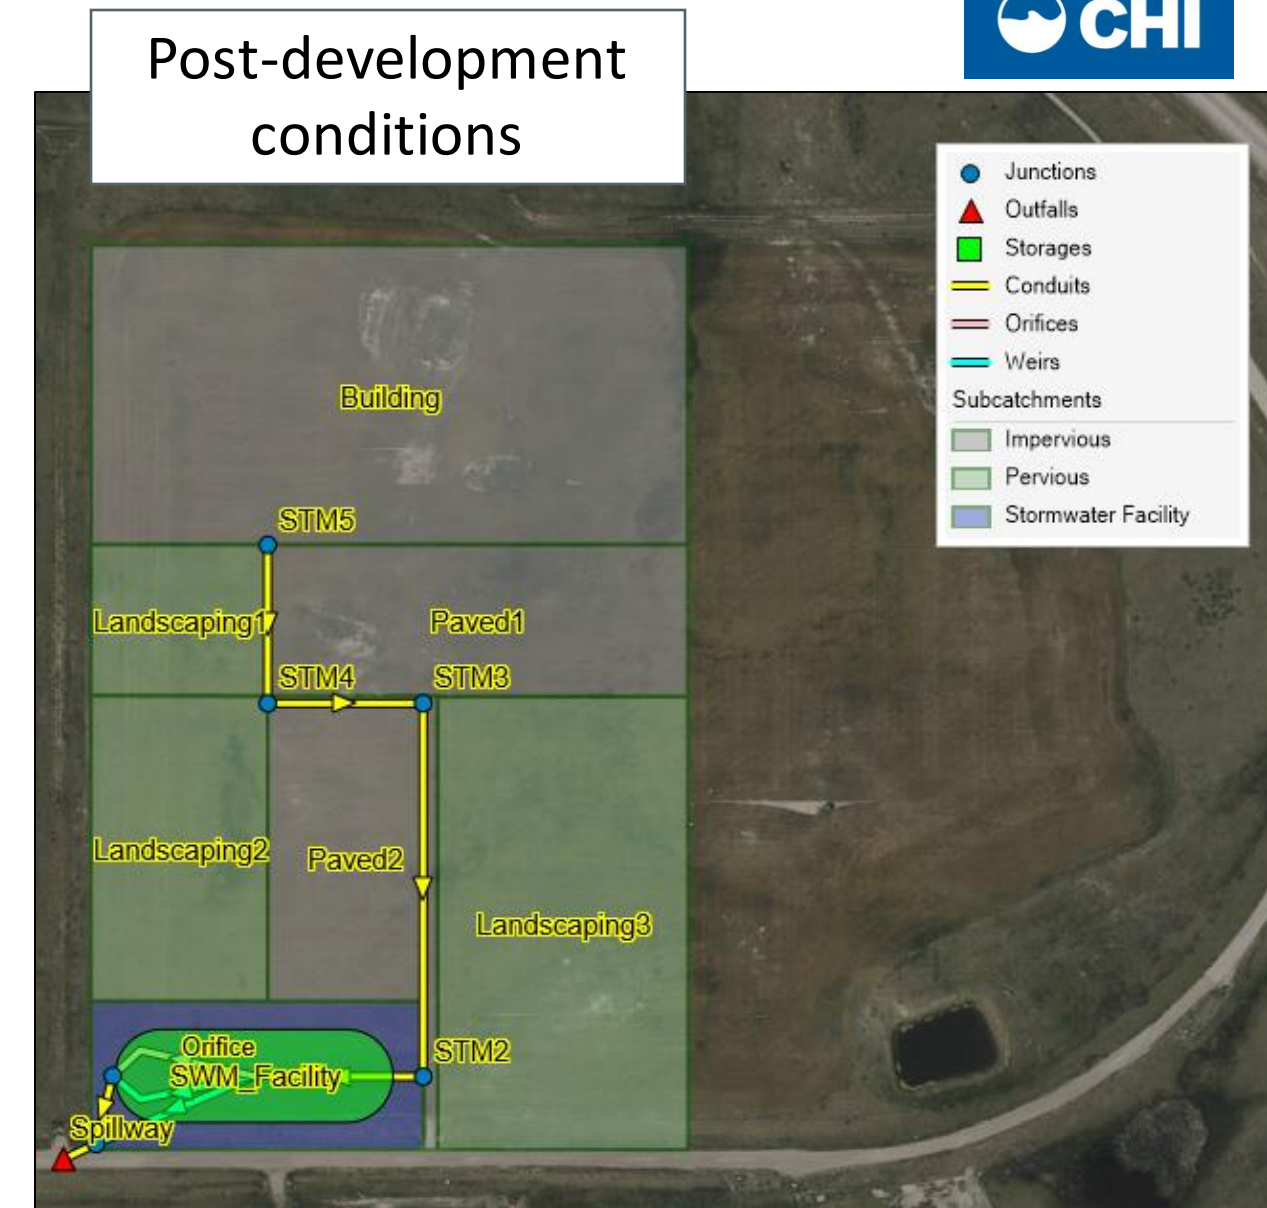 CHI
Post-development
conditions
Junctions
Outfalls
Storages
Conduits
Orifices
Weirs
Subcatchments
Impervious
Pervious
Stormwater Facility
Building
STM5
Landscaping1
Paved1
STM4
STM3
Landscaping2
Paved2
Landscaping3
Orifice
STM2
SWM_Facility
Spillway